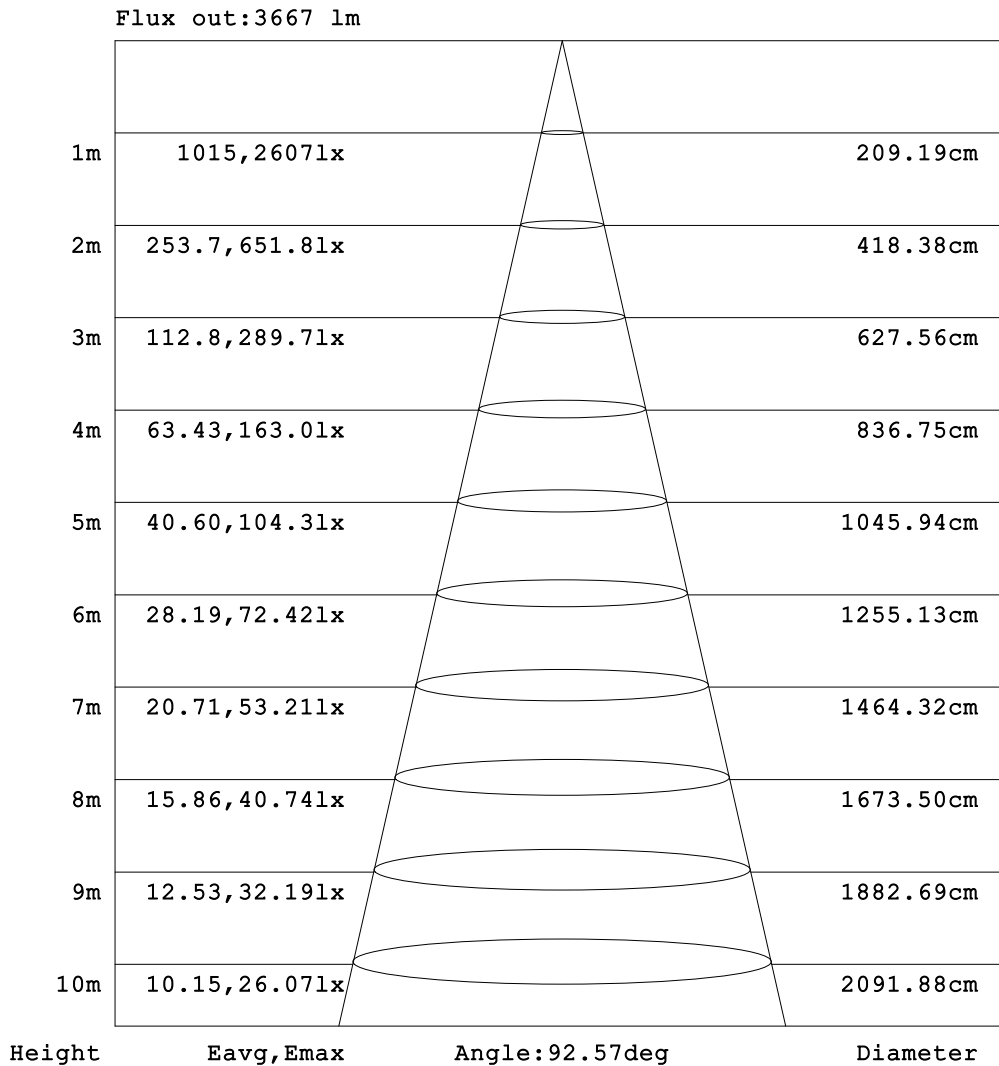 Flux out:3667 lm
1m 1015,2607lx 209.19cm
2m 253.7,651.8lx 418.38cm
3m 112.8,289.7lx 627.56cm
4m 63.43,163.0lx 836.75cm
5m 40.60,104.3lx 1045.94cm
6m 28.19,72.42lx 1255.13cm
7m 20.71,53.21lx 1464.32cm
8m 15.86,40.74lx 1673.50cm
9m 12.53,32.19lx 1882.69cm
10m 10.15,26.07lx 2091.88cm
Height Eavg,Emax Angle:92.57deg Diameter